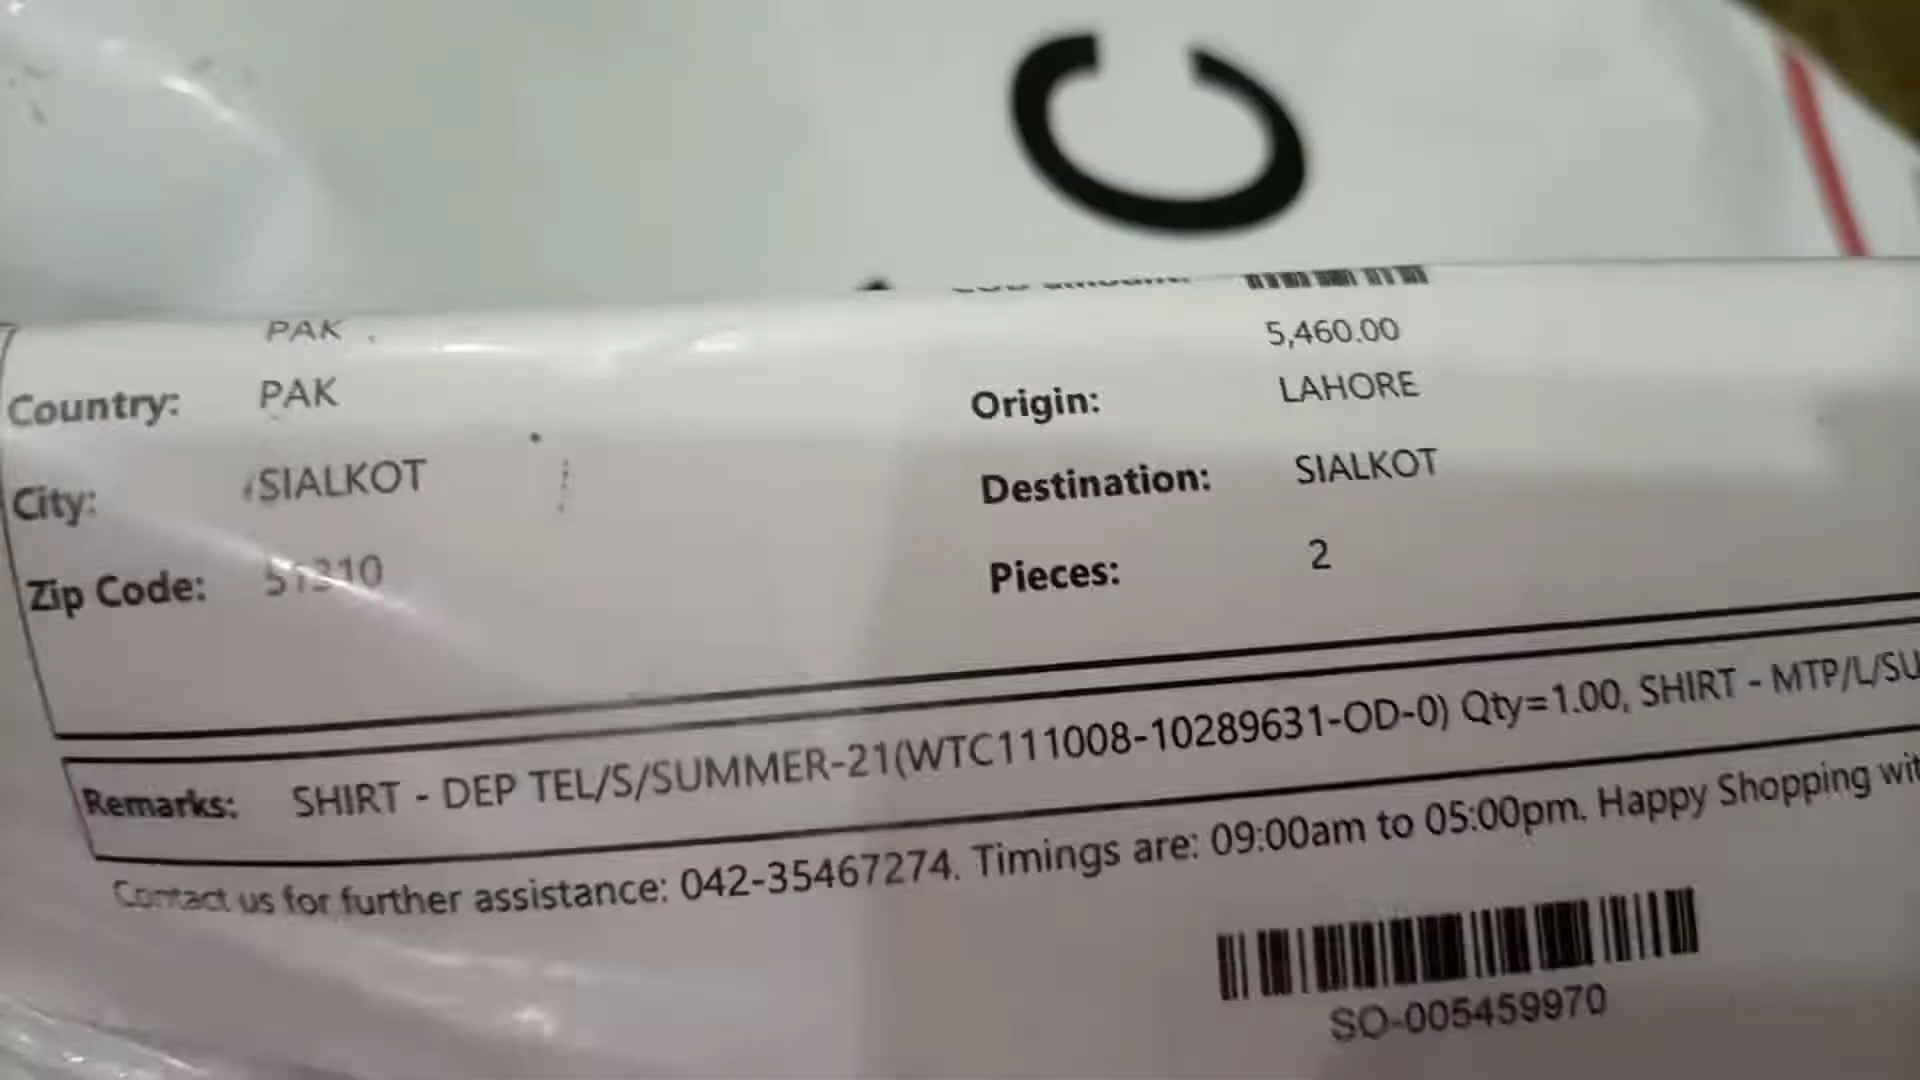 C
PAK
5,460.00
Country: PAK Origin: LAHORE
City: SIALKOT Destination: SIALKOT
Zip Code: 51310 Pieces: 2
Remarks: SHIRT - DEP TEL/S/SUMMER-21(WTC111008-10289631-OD-0) Qty=1.00, SHIRT - MTP/L/SU
Contact us for further assistance: 042-35467274. Timings are: 09:00am to 05:00pm. Happy Shopping wit
SO-005459970